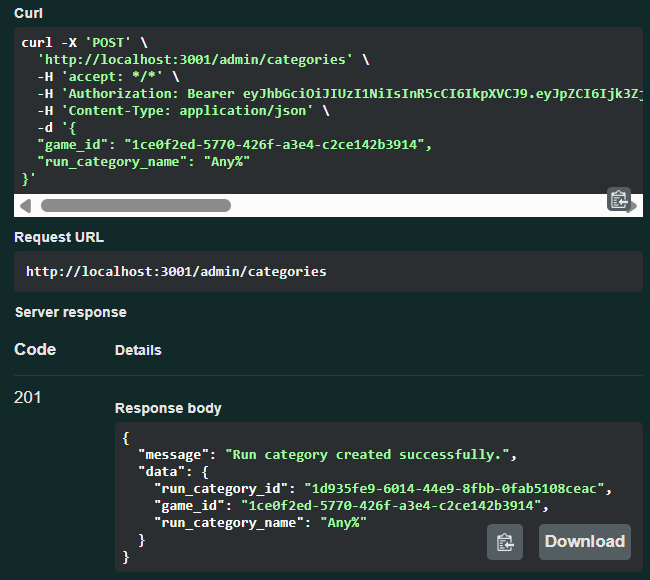 Curl
curl -X 'POST' \
  'http://localhost:3001/admin/categories' \
  -H 'accept: */*' \
  -H 'Authorization: Bearer eyJhbGciOiJIUzI1NiIsInR5cCI6IkpXVCJ9.eyJpZCI6Ijk3Zj
  -H 'Content-Type: application/json' \
  -d '{
  "game_id": "1ce0f2ed-5770-426f-a3e4-c2ce142b3914",
  "run_category_name": "Any%"
}'
Request URL
http://localhost:3001/admin/categories
Server response
Code Details
201
Response body
{
  "message": "Run category created successfully.",
  "data": {
    "run_category_id": "1d935fe9-6014-44e9-8fbb-0fab5108ceac",
    "game_id": "1ce0f2ed-5770-426f-a3e4-c2ce142b3914",
    "run_category_name": "Any%"
  }
}
Download